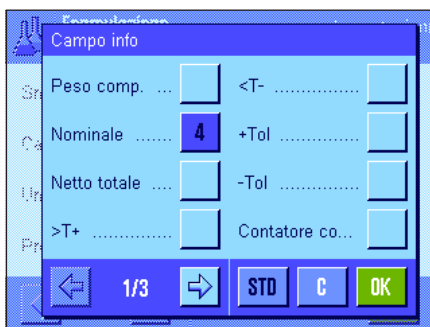 Formulazione
Campo info
Peso comp. ...
<T- ...............
Nominale ....... 4
+Tol ..............
Netto totale ....
-Tol ..............
>T+ ..............
Contatore co...
1/3
STD
C
OK